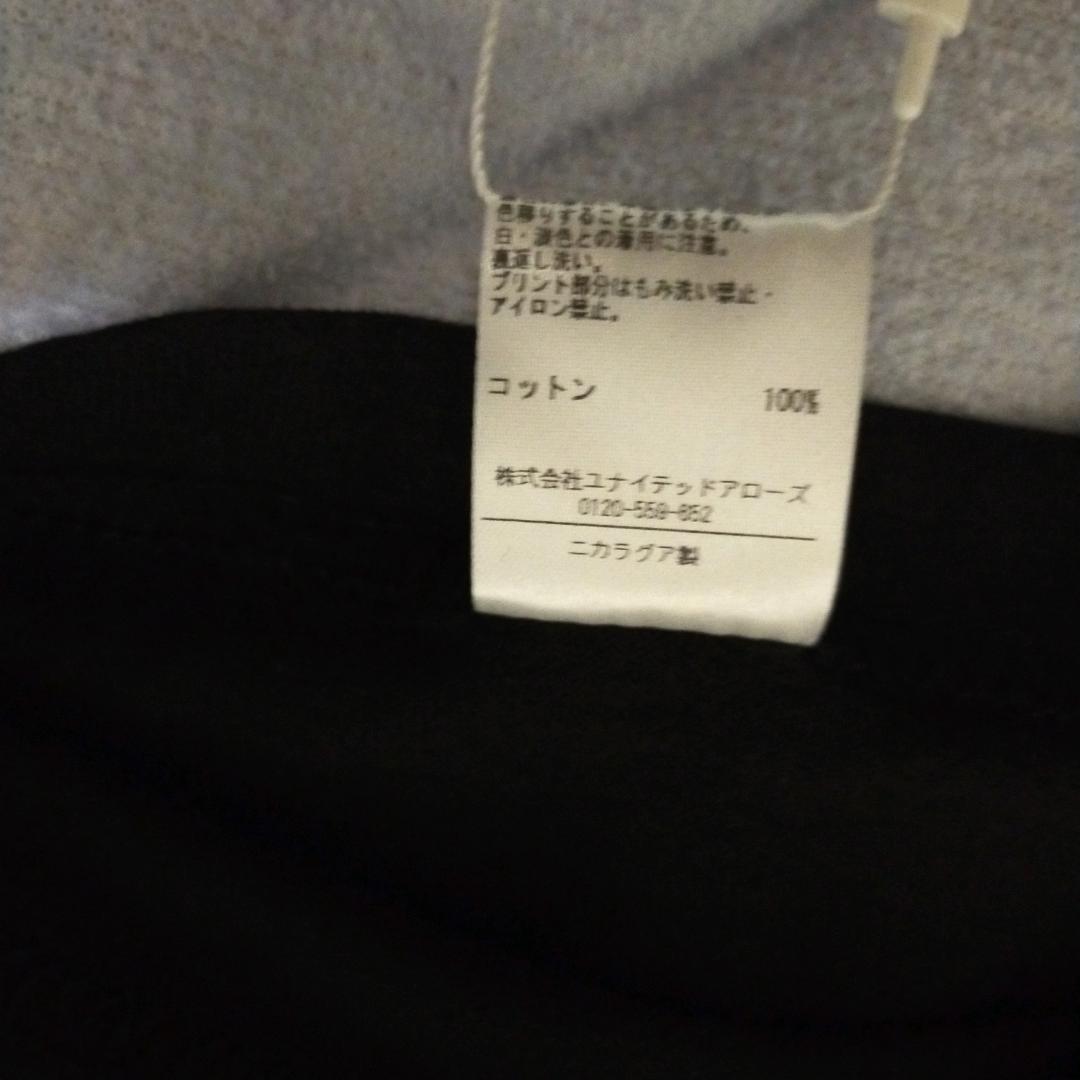 色移りすることがあるため、
白・淡色との着用に注意。
裏返し洗い。
プリント部分はもみ洗い禁止・
アイロン禁止。
コットン 100%
株式会社ユナイテッドアローズ
0120-559-652
ニカラグア製